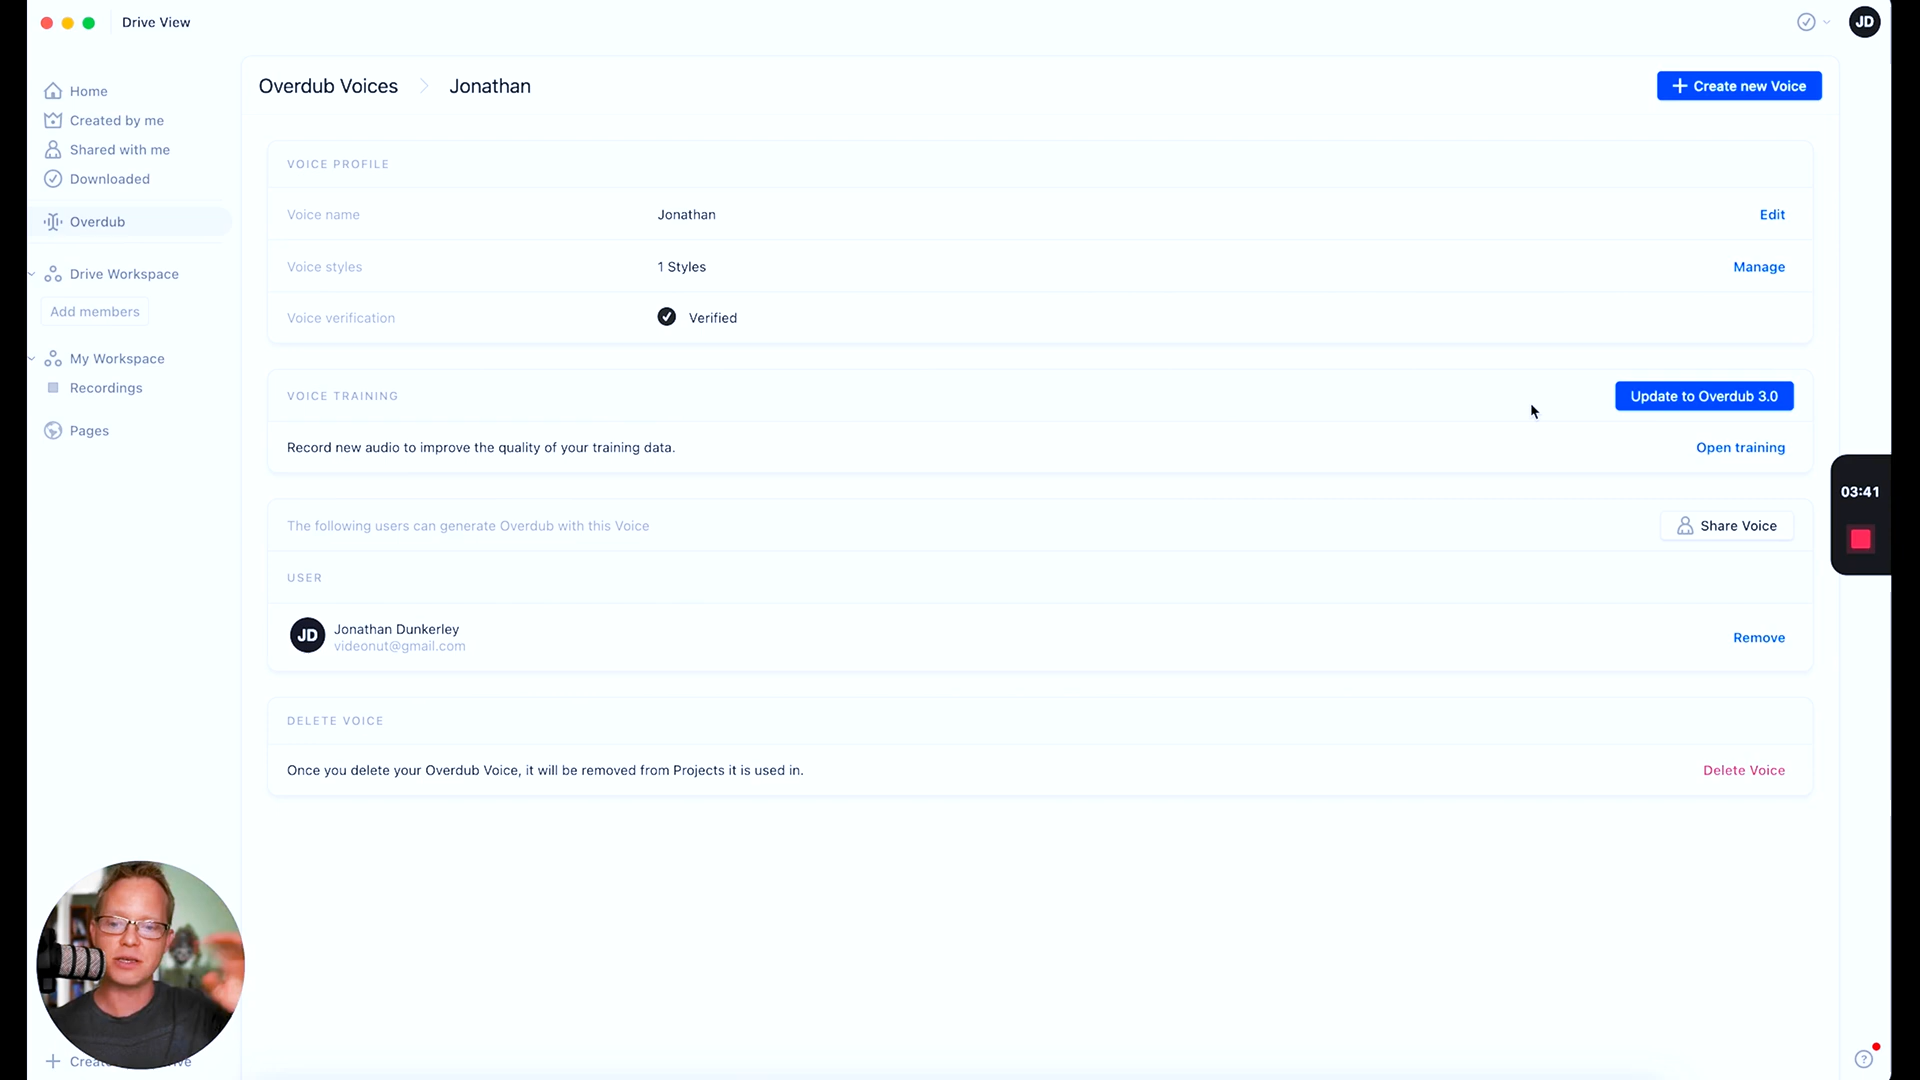 Drive View
JD
Home
Created by me
Shared with me
Downloaded
Overdub
Drive Workspace
Add members
My Workspace
Recordings
Pages
Overdub Voices
Jonathan
Create new Voice
VOICE PROFILE
Voice name
Jonathan
Edit
Voice styles
1 Styles
Manage
Voice verification
Verified
VOICE TRAINING
Update to Overdub 3.0
Record new audio to improve the quality of your training data.
Open training
03:41
The following users can generate Overdub with this Voice
Share Voice
USER
JD
Jonathan Dunkerley
videonut@gmail.com
Remove
DELETE VOICE
Once you delete your Overdub Voice, it will be removed from Projects it is used in.
Delete Voice